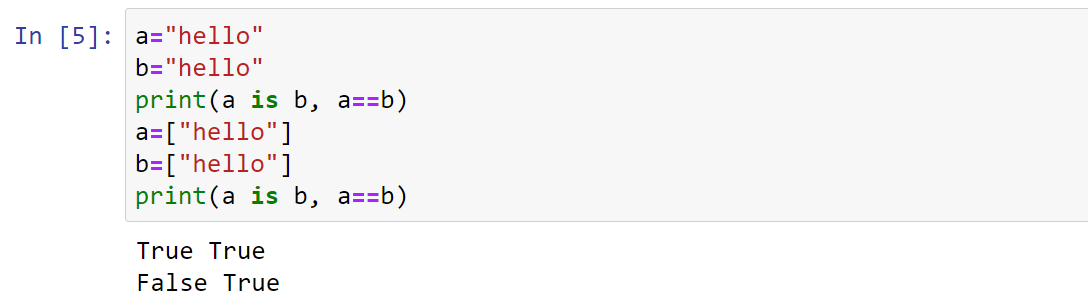 In [5]:
a="hello"
b="hello"
print(a is b, a==b)
a=["hello"]
b=["hello"]
print(a is b, a==b)
True True
False True